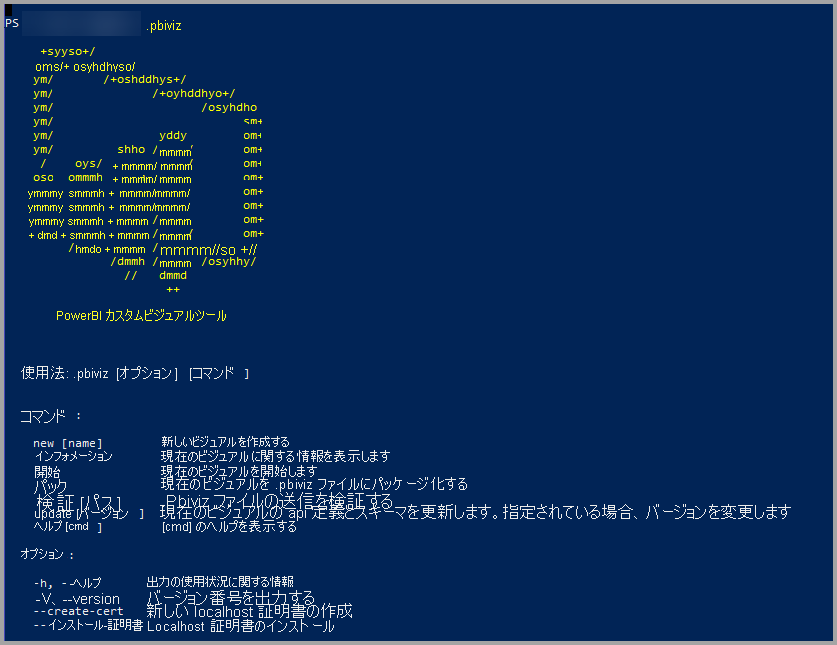 PS .pbiviz
+syyso+/
oms/+ osyhdhyso/
ym/ /+oshddhys+/
ym/ /+oyhddhyo+/
ym/ /osyhdho
ym/ sm+
ym/ yddy om+
ym/ shho /mmmm/ om+
/ oys/ + mmmm/ mmmm/ om+
oso ommmh + mmmm/ mmmm om+
ymmmy smmmh + mmmm/mmmm/ om+
ymmmy smmmh + mmmm/mmmm/ om+
ymmmy smmmh + mmmm /mmmm om+
+ dmd + smmmh + mmmm /mmmm/ om+
/hmdo + mmmm /mmmm//so +//
/dmmh /mmmm /osyhhy/
// dmmd
++
PowerBI カスタムビジュアルツール
使用法: .pbiviz [オプション] [コマンド ]
コマンド :
new [name] 新しいビジュアルを作成する
インフォメーション 現在のビジュアルに関する情報を表示します
開始 現在のビジュアルを開始します
パック 現在のビジュアルを .pbiviz ファイルにパッケージ化する
検証 [パス] Pbiviz ファイルの送信を検証する
update [バージョン ] 現在のビジュアルの api 定義とスキーマを更新します。指定されている場合、バージョンを変更します
ヘルプ [cmd ] [cmd] のヘルプを表示する
オプション :
-h, --ヘルプ 出力の使用状況に関する情報
-V、--version バージョン番号を出力する
--create-cert 新しい localhost 証明書の作成
--インストール-証明書 Localhost 証明書のインストール